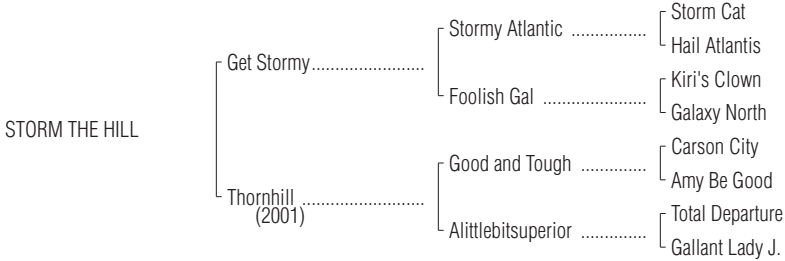 Storm Cat
Stormy Atlantic ................
Hail Atlantis
Get Stormy........................
Kiri's Clown
Foolish Gal ......................
Galaxy North
STORM THE HILL
Carson City
Good and Tough ..............
Amy Be Good
Thornhill ..........................
(2001)
Total Departure
Alittlebitsuperior ..............
Gallant Lady J.